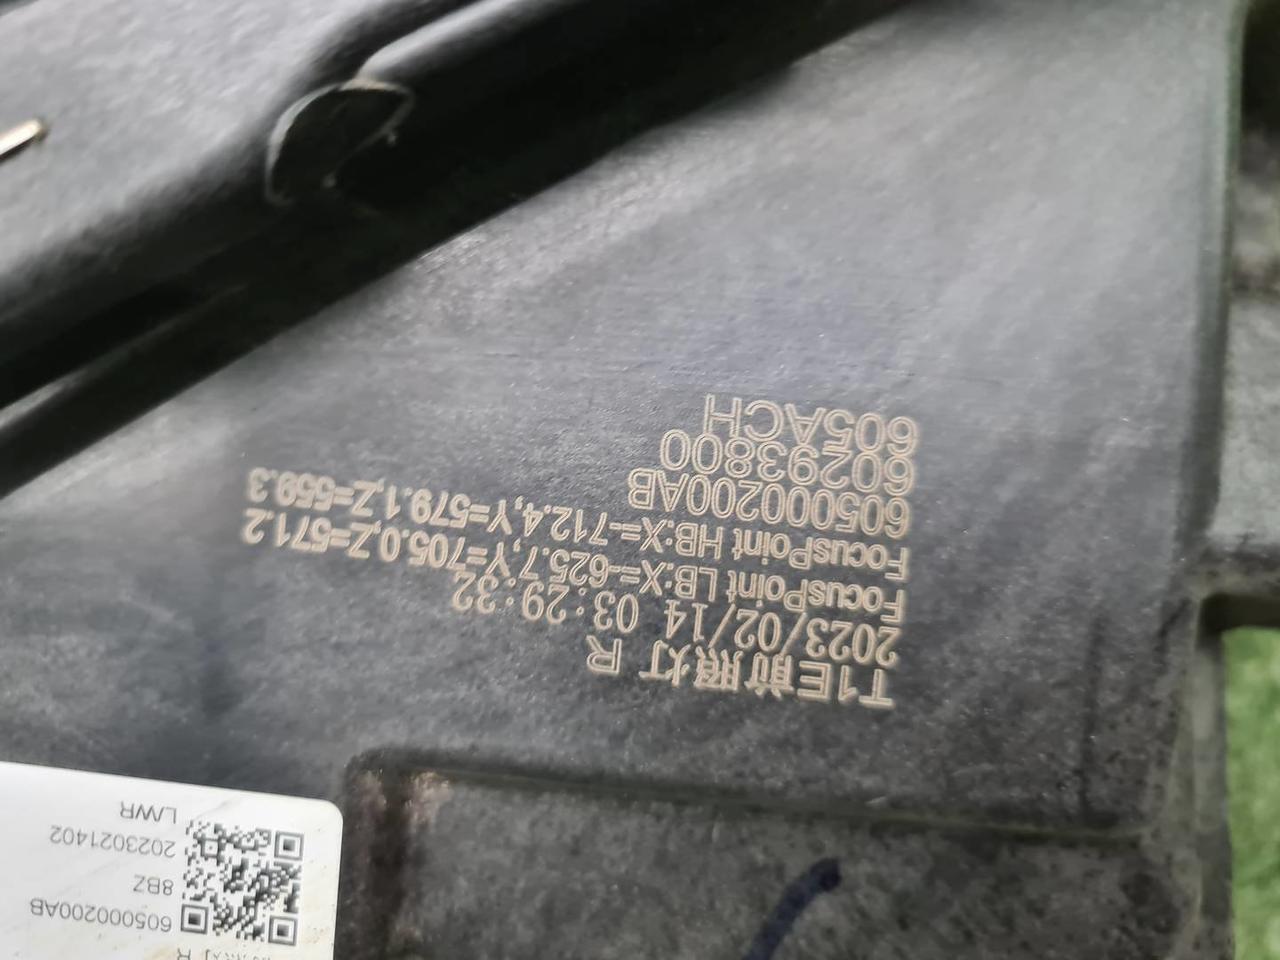 T1E前照灯 R
2023/02/14 03:29:32
FocusPoint LB:X=-625.7,Y=705.0,Z=571.2
FocusPoint HB:X=-712.4,Y=579.1,Z=559.3
605000200AB
60293800
605ACH
R
605000200AB
8BZ
2023021402
LWR